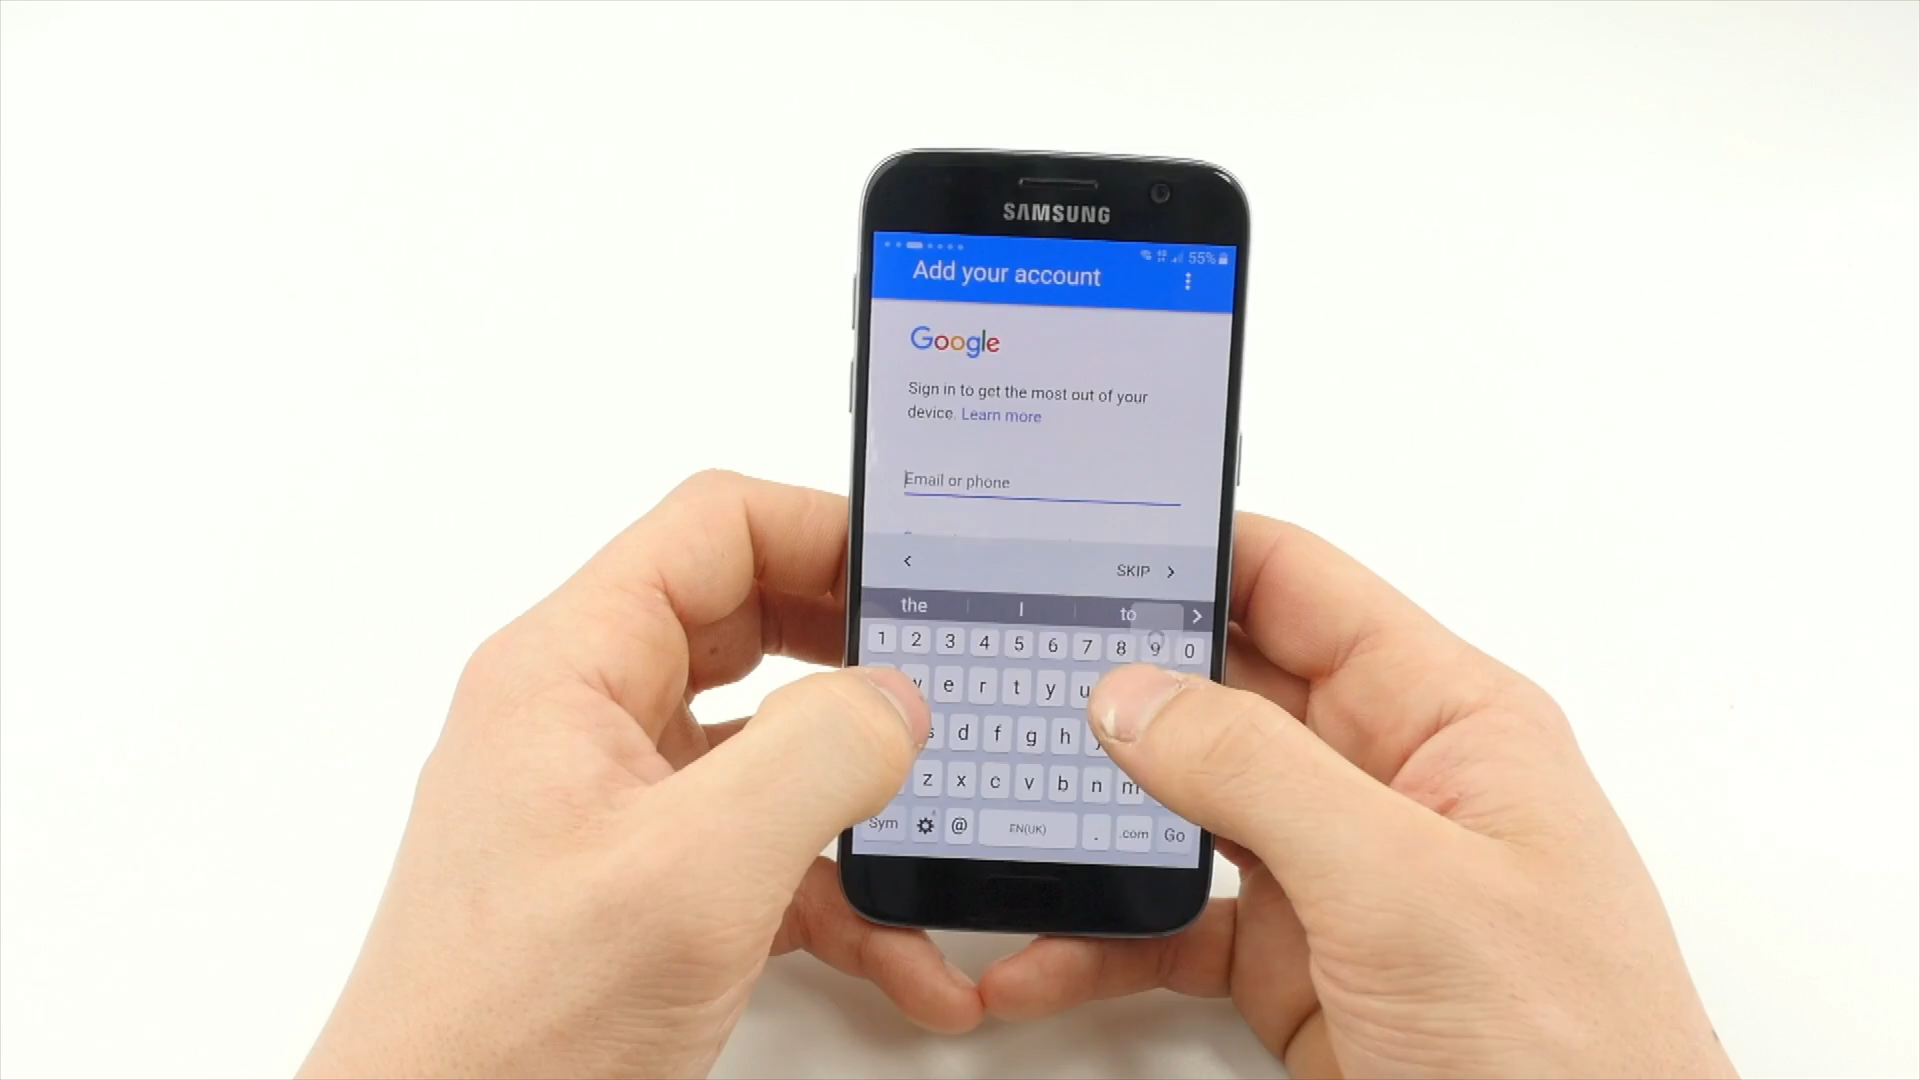 SAMSUNG
55%
Add your account
Google
Sign in to get the most out of your
device. Learn more
Email or phone
SKIP
the I to
1 2 3 4 5 6 7 8 9 0
w e r t y u
s d f g h j
z x c v b n m
Sym @ EN(UK) . .com Go